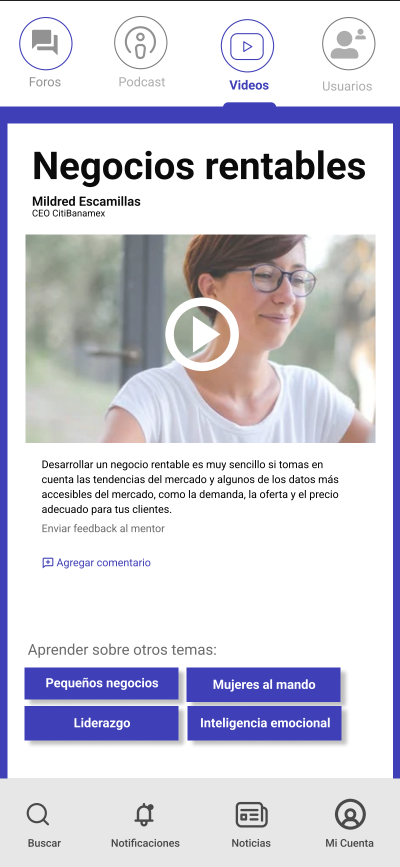 Foros
Podcast
Videos
Usuarios
Negocios rentables
Mildred Escamillas
CEO CitiBanamex
Desarrollar un negocio rentable es muy sencillo si tomas en
cuenta las tendencias del mercado y algunos de los datos más
accesibles del mercado, como la demanda, la oferta y el precio
adecuado para tus clientes.
Enviar feedback al mentor
Agregar comentario
Aprender sobre otros temas:
Pequeños negocios
Mujeres al mando
Liderazgo
Inteligencia emocional
Buscar
Notificaciones
Noticias
Mi Cuenta